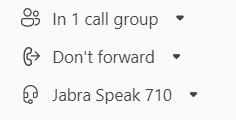 In 1 call group
Don't forward
Jabra Speak 710